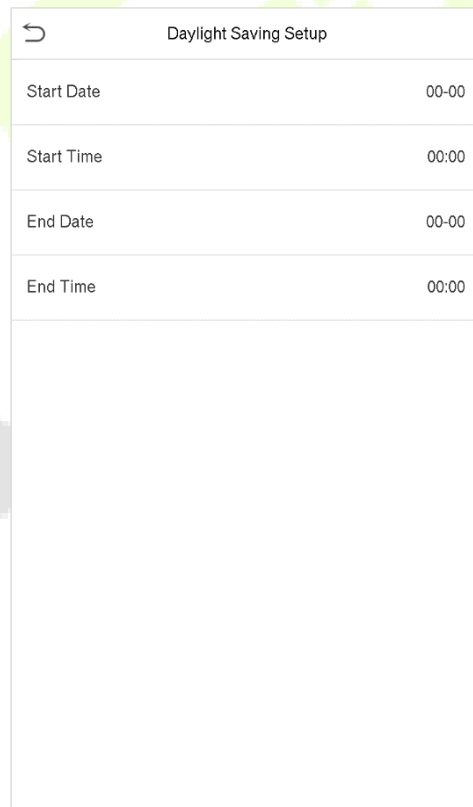 Daylight Saving Setup
Start Date 00-00
Start Time 00:00
End Date 00-00
End Time 00:00